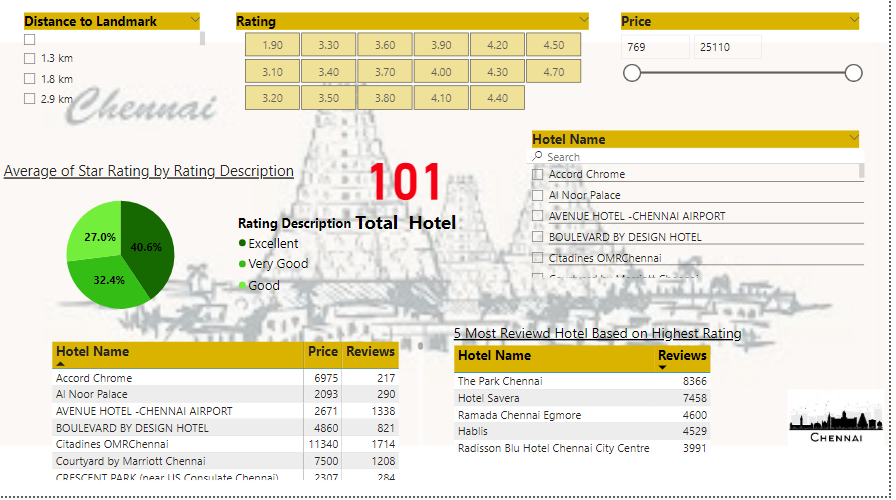 Distance to Landmark
1.3 km
1.8 km
2.9 km
Rating
1.90 3.30 3.60 3.90 4.20 4.50
3.10 3.40 3.70 4.00 4.30 4.70
3.20 3.50 3.80 4.10 4.40
Price
769 25110
Chennai
Hotel Name
Search
Accord Chrome
Al Noor Palace
AVENUE HOTEL -CHENNAI AIRPORT
BOULEVARD BY DESIGN HOTEL
Citadines OMRChennai
Courtyard by Marriott Chennai
Average of Star Rating by Rating Description
27.0%
40.6%
32.4%
Rating Description
Excellent
Very Good
Good
101
Total Hotel
Hotel Name Price Reviews
Accord Chrome 6975 217
Al Noor Palace 2093 290
AVENUE HOTEL -CHENNAI AIRPORT 2671 1338
BOULEVARD BY DESIGN HOTEL 4860 821
Citadines OMRChennai 11340 1714
Courtyard by Marriott Chennai 7500 1208
CRESCENT PARK (near US Consulate Chennai) 2307 284
5 Most Reviewd Hotel Based on Highest Rating
Hotel Name Reviews
The Park Chennai 8366
Hotel Savera 7458
Ramada Chennai Egmore 4600
Hablis 4529
Radisson Blu Hotel Chennai City Centre 3991
CHENNAI